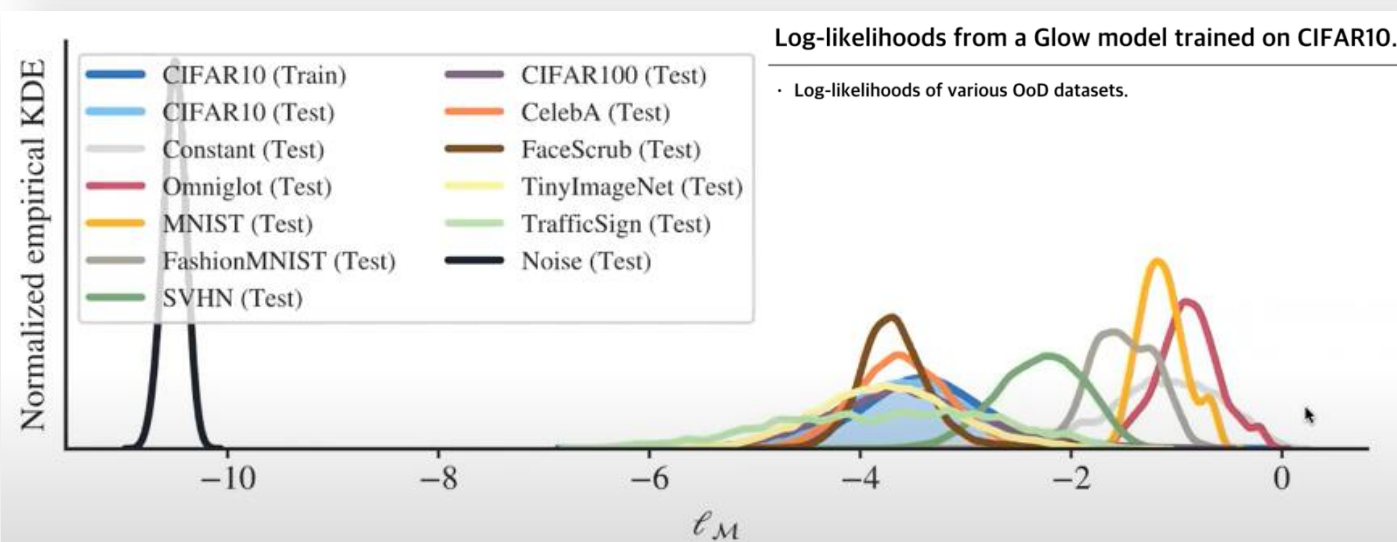 Log-likelihoods from a Glow model trained on CIFAR10.
· Log-likelihoods of various OoD datasets.
Normalized empirical KDE
CIFAR10 (Train)
CIFAR10 (Test)
Constant (Test)
Omniglot (Test)
MNIST (Test)
FashionMNIST (Test)
SVHN (Test)
CIFAR100 (Test)
CelebA (Test)
FaceScrub (Test)
TinyImageNet (Test)
TrafficSign (Test)
Noise (Test)
−10 −8 −6 −4 −2 0
ℓ_ℳ